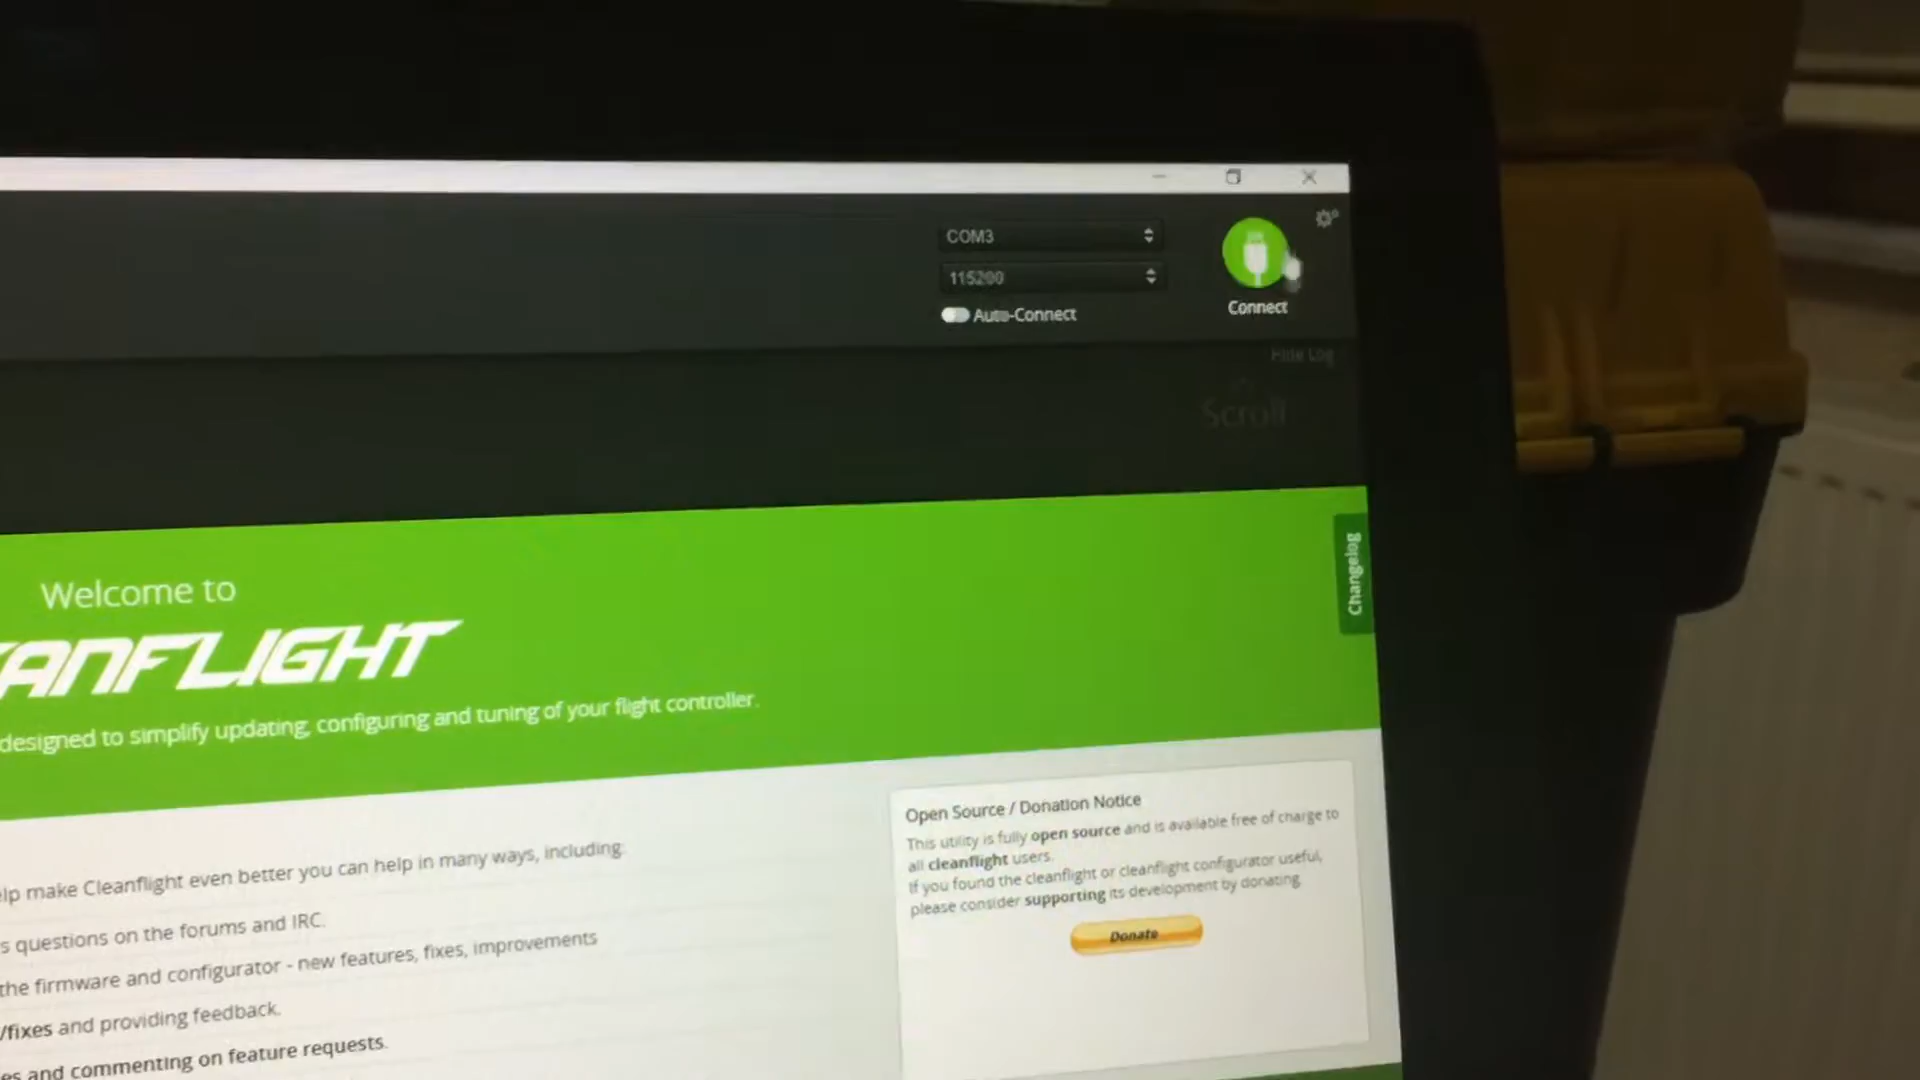 COM3
115200
Auto-Connect
Connect
Hide Log
Scroll
Changelog
Welcome to
ANFLIGHT
designed to simplify updating, configuring and tuning of your flight controller.
elp make Cleanflight even better you can help in many ways, including:
s questions on the forums and IRC.
the firmware and configurator - new features, fixes, improvements
/fixes and providing feedback.
es and commenting on feature requests.
Open Source / Donation Notice
This utility is fully open source and is available free of charge to
all cleanflight users.
If you found the cleanflight or cleanflight configurator useful,
please consider supporting its development by donating.
Donate